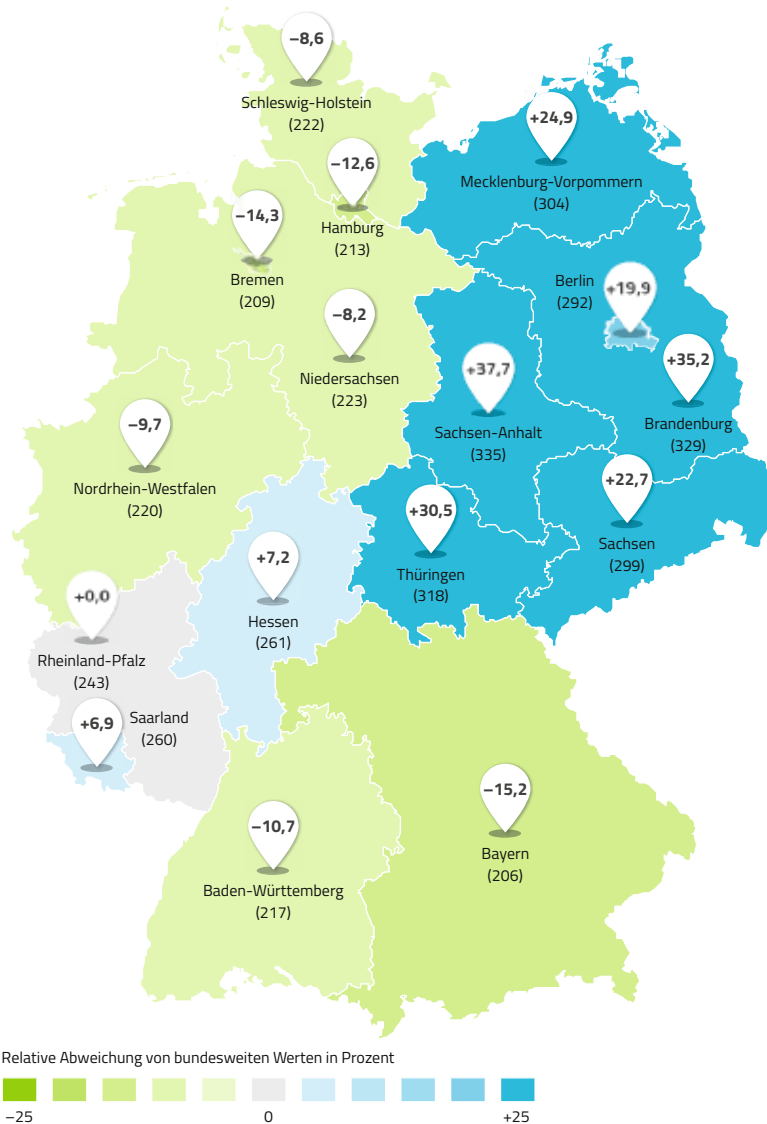 –8,6
Schleswig-Holstein
(222)
+24,9
Mecklenburg-Vorpommern
(304)
–12,6
Hamburg
(213)
–14,3
Bremen
(209)
Berlin
(292)
+19,9
–8,2
Niedersachsen
(223)
+37,7
Sachsen-Anhalt
(335)
+35,2
Brandenburg
(329)
–9,7
Nordrhein-Westfalen
(220)
+30,5
Thüringen
(318)
+22,7
Sachsen
(299)
+7,2
Hessen
(261)
+0,0
Rheinland-Pfalz
(243)
+6,9
Saarland
(260)
–15,2
Bayern
(206)
–10,7
Baden-Württemberg
(217)
Relative Abweichung von bundesweiten Werten in Prozent
–25
0
+25